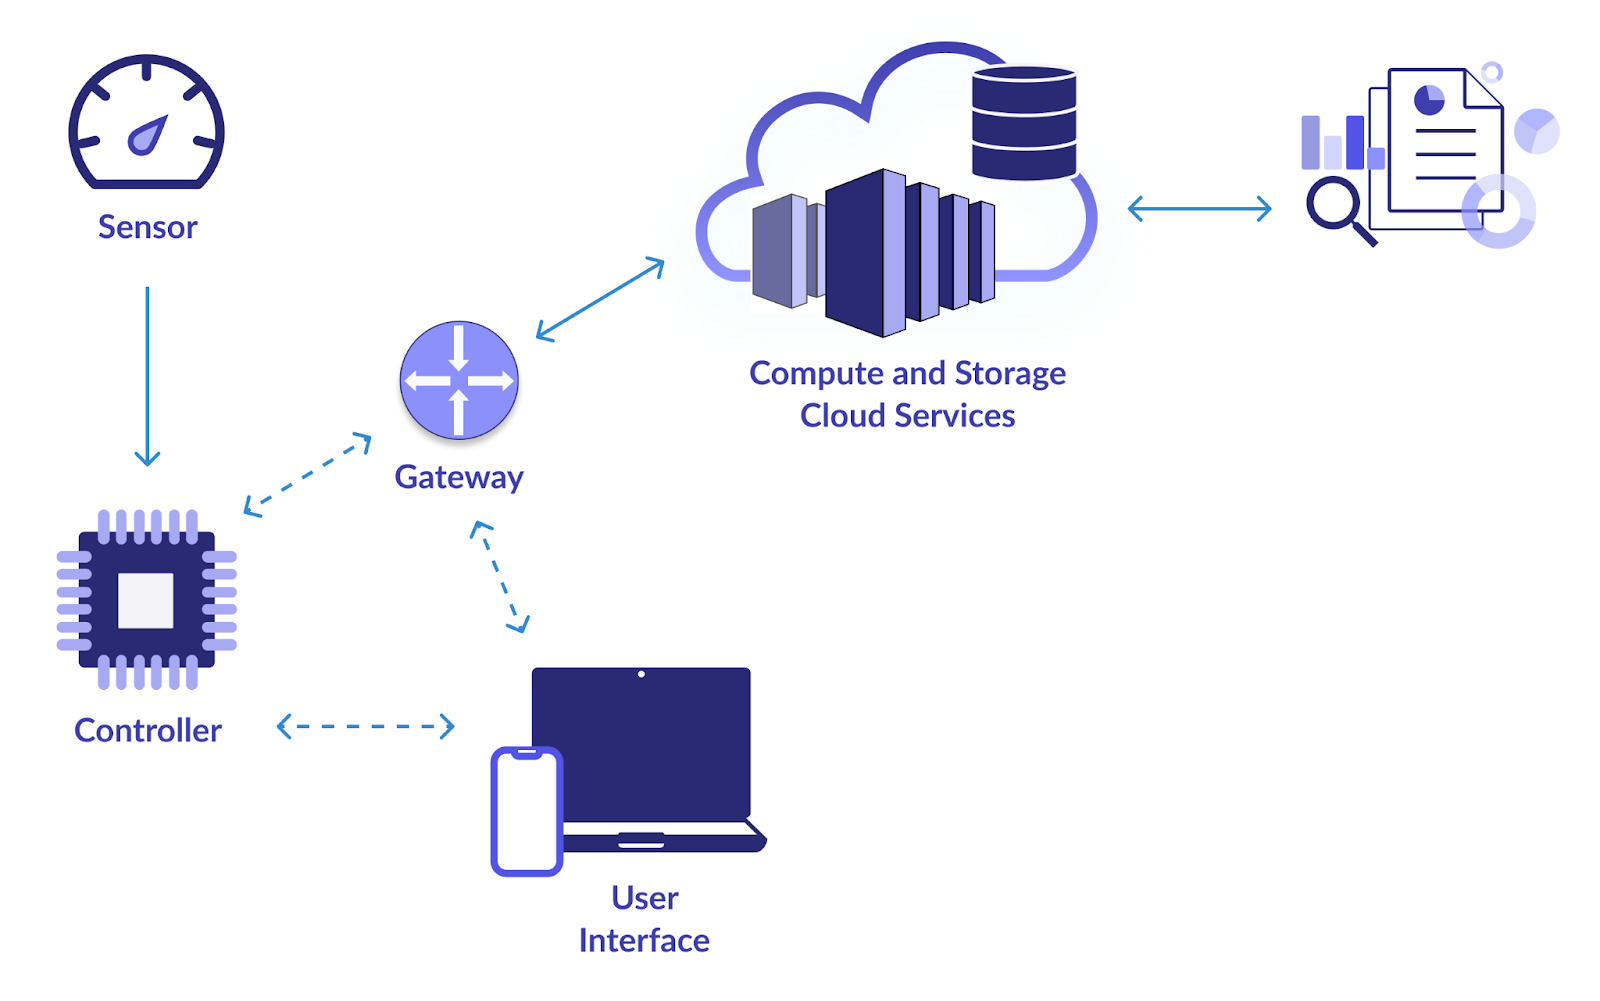 Sensor
Compute and Storage
Cloud Services
Gateway
Controller
User
Interface